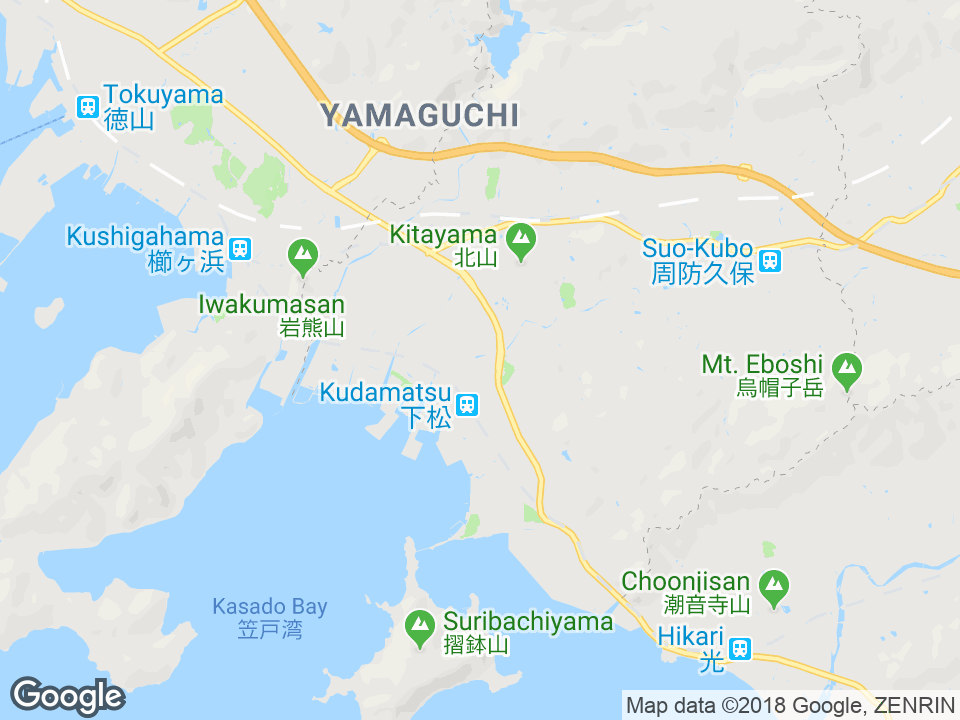 Tokuyama
徳山
YAMAGUCHI
Kushigahama
櫛ヶ浜
Kitayama
北山
Suo-Kubo
周防久保
Iwakumasan
岩熊山
Mt. Eboshi
烏帽子岳
Kudamatsu
下松
Choonjisan
潮音寺山
Kasado Bay
笠戸湾
Suribachiyama
摺鉢山
Hikari
光
Google
Map data ©2018 Google, ZENRIN